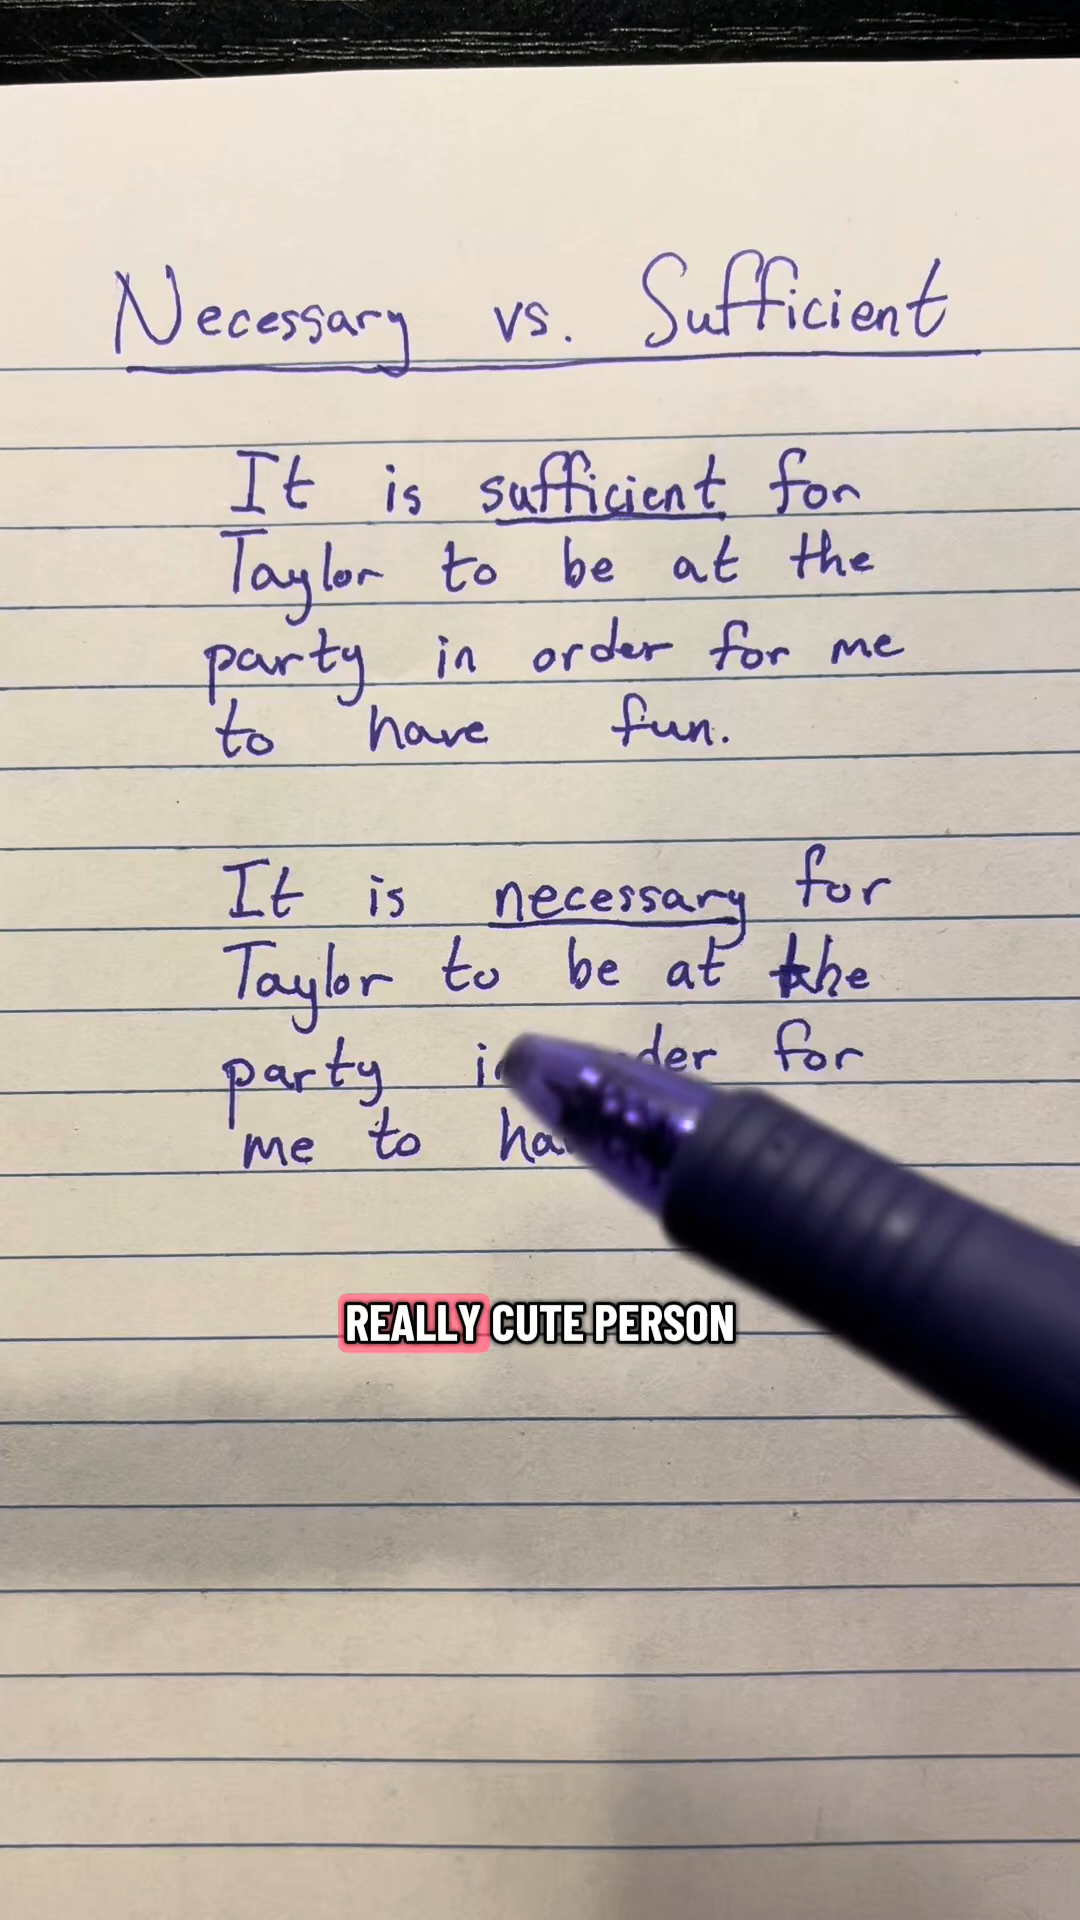 Necessary vs. Sufficient
It is sufficient for
Taylor to be at the
party in order for me
to have fun.
It is necessary for
Taylor to be at the
party for
me to
REALLY CUTE PERSON